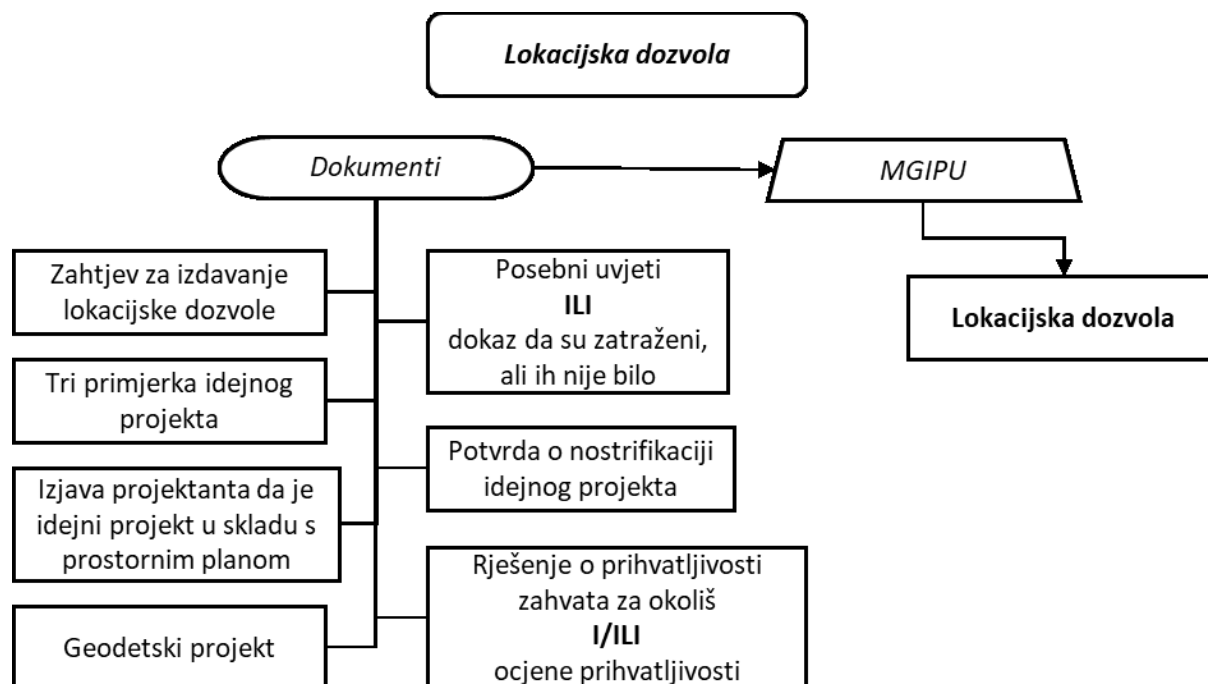 Lokacijska dozvola
Dokumenti
MGIPU
Zahtjev za izdavanje
lokacijske dozvole
Tri primjerka idejnog
projekta
Izjava projektanta da je
idejni projekt u skladu s
prostornim planom
Geodetski projekt
Posebni uvjeti
ILI
dokaz da su zatraženi,
ali ih nije bilo
Potvrda o nostrifikaciji
idejnog projekta
Rješenje o prihvatljivosti
zahvata za okoliš
I/ILI
ocjene prihvatljivosti
Lokacijska dozvola